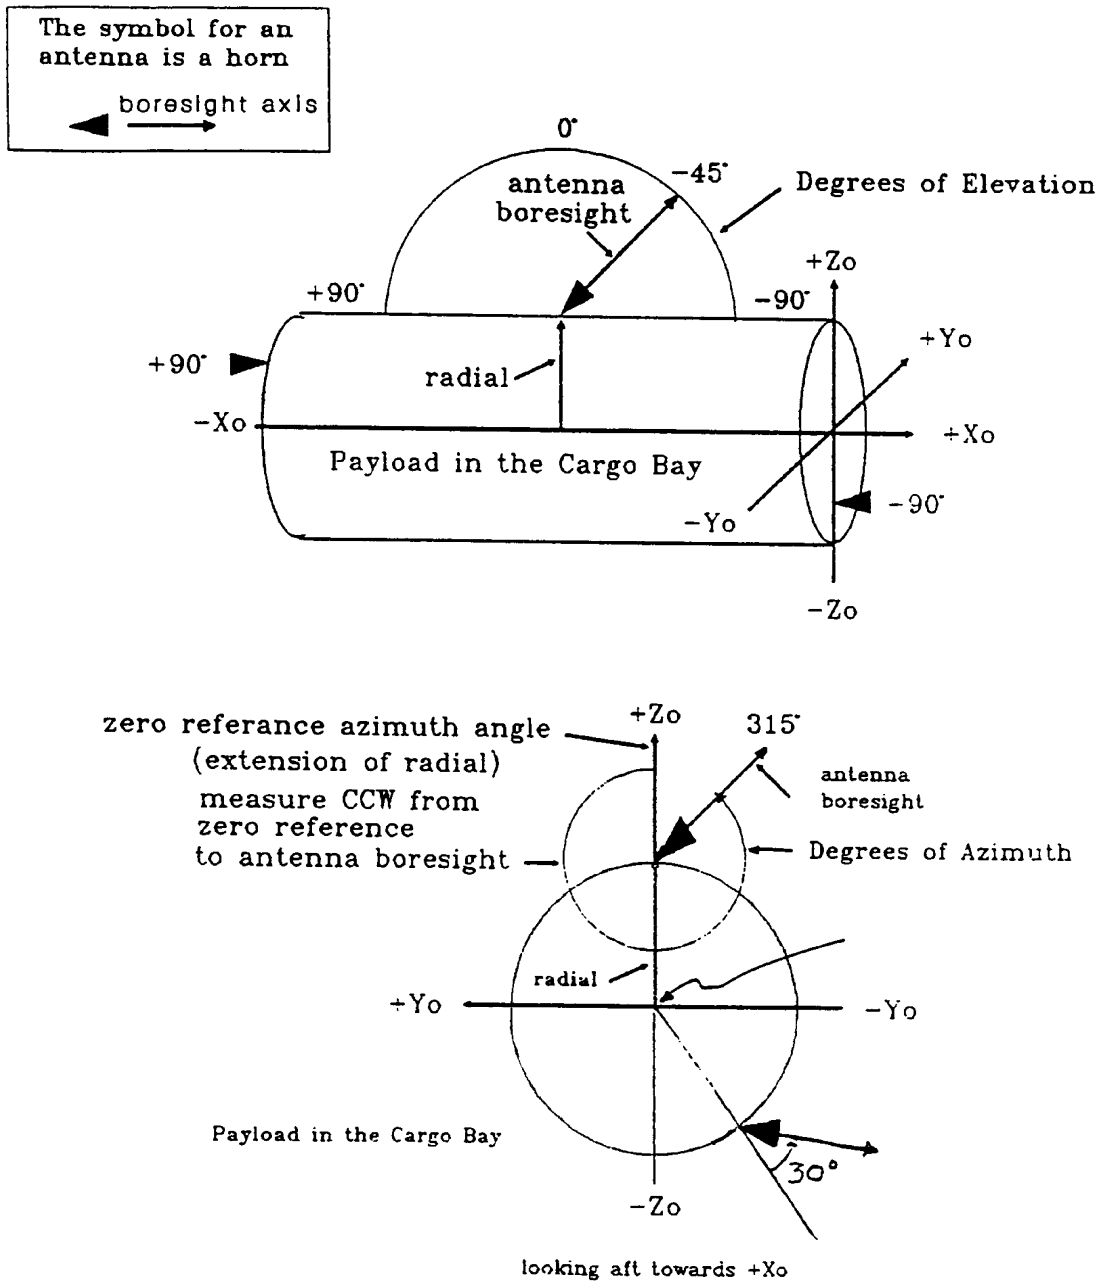 The symbol for an
antenna is a horn
boresight axis
0°
-45°
antenna
boresight
Degrees of Elevation
+Zo
+90°
-90°
+Yo
+90°
radial
-Xo
+Xo
Payload in the Cargo Bay
-90°
-Yo
-Zo
zero referance azimuth angle
(extension of radial)
measure CCW from
zero reference
to antenna boresight
+Zo
315°
antenna
boresight
Degrees of Azimuth
radial
+Yo
-Yo
Payload in the Cargo Bay
30°
-Zo
looking aft towards +Xo